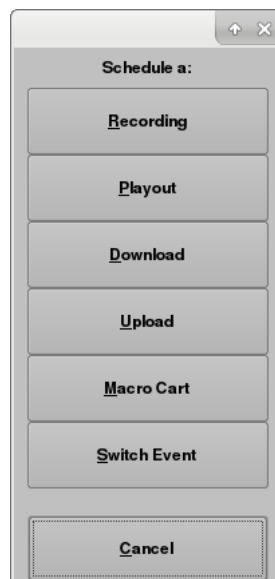 Schedule a:
Recording
Playout
Download
Upload
Macro Cart
Switch Event
Cancel